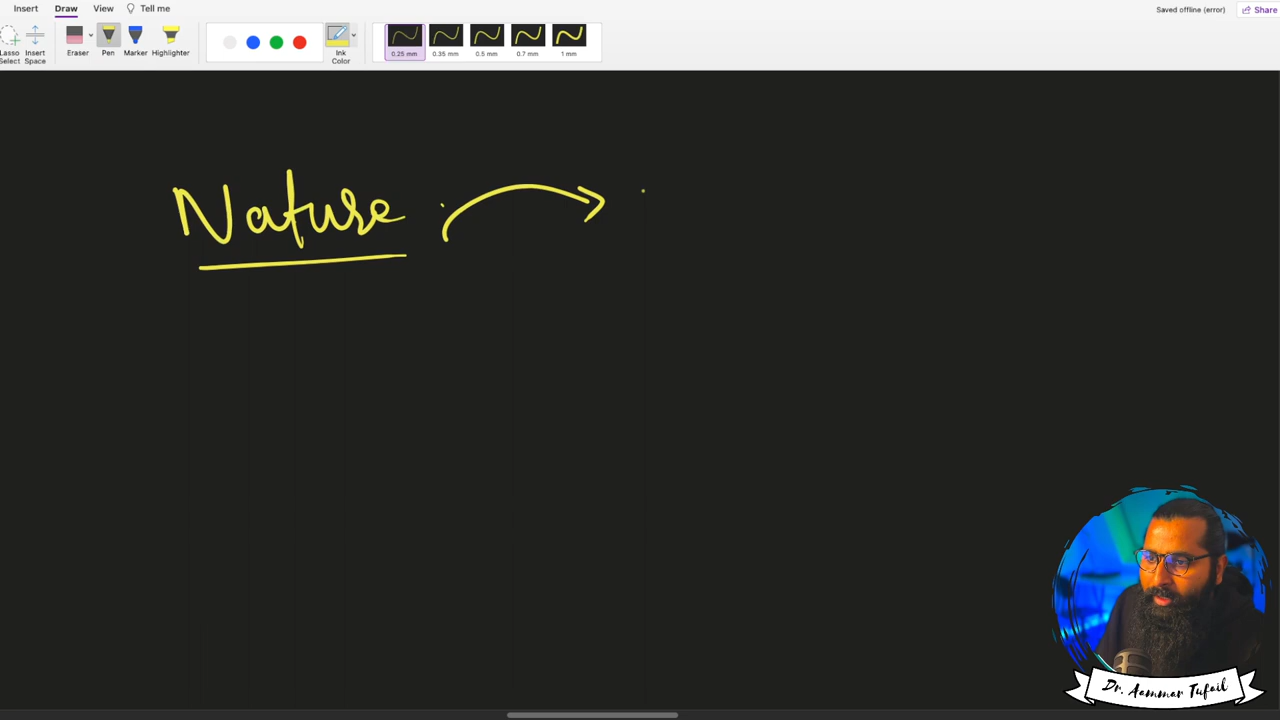 Insert Draw View Tell me
Saved offline (error) Share
Lasso Select
Insert Space
Eraser
Pen
Marker
Highlighter
Ink Color
0.25 mm 0.35 mm 0.5 mm 0.7 mm 1 mm
Nature
Dr. Aammar Tufail